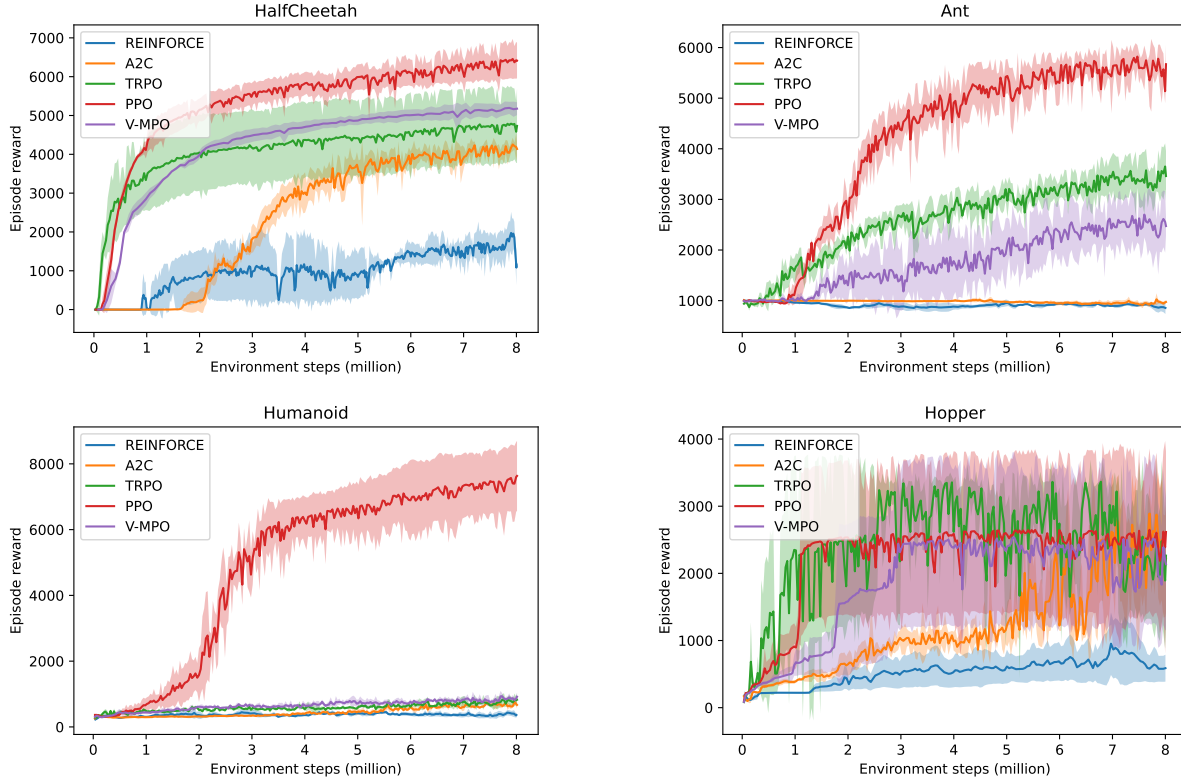 HalfCheetah
7000
6000
5000
4000
3000
2000
1000
0
Episode reward
REINFORCE
A2C
TRPO
PPO
V-MPO
0 1 2 3 4 5 6 7 8
Environment steps (million)
Ant
6000
5000
4000
3000
2000
1000
Episode reward
REINFORCE
A2C
TRPO
PPO
V-MPO
0 1 2 3 4 5 6 7 8
Environment steps (million)
Humanoid
8000
6000
4000
2000
0
Episode reward
REINFORCE
A2C
TRPO
PPO
V-MPO
0 1 2 3 4 5 6 7 8
Environment steps (million)
Hopper
4000
3000
2000
1000
0
Episode reward
REINFORCE
A2C
TRPO
PPO
V-MPO
0 1 2 3 4 5 6 7 8
Environment steps (million)